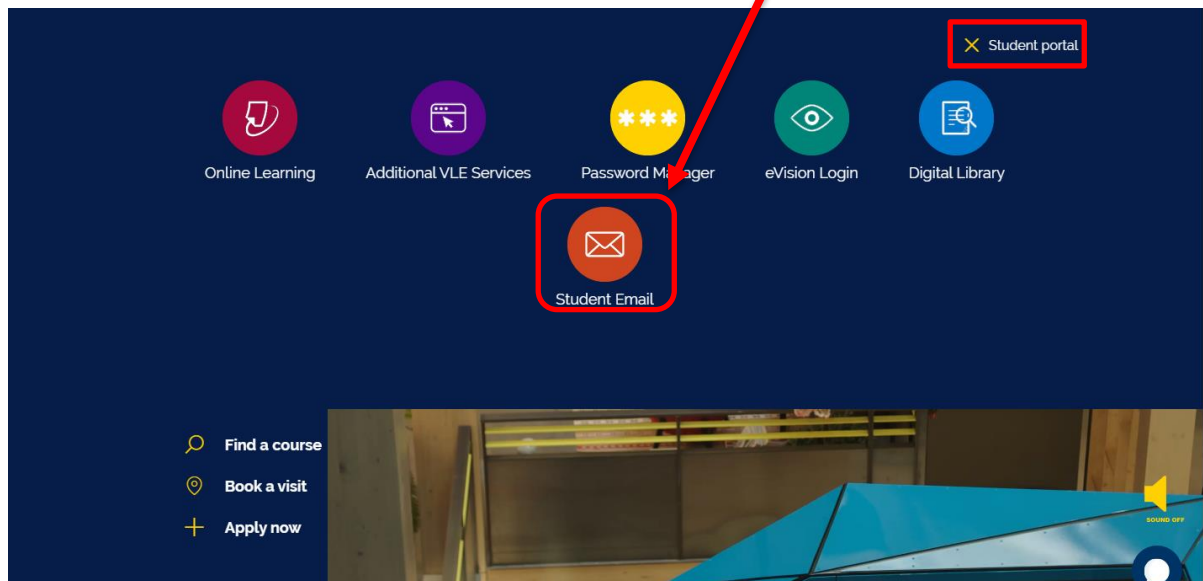 Student portal
Online Learning
Additional VLE Services
Password Manager
eVision Login
Digital Library
Student Email
Find a course
Book a visit
Apply now
SOUND OFF